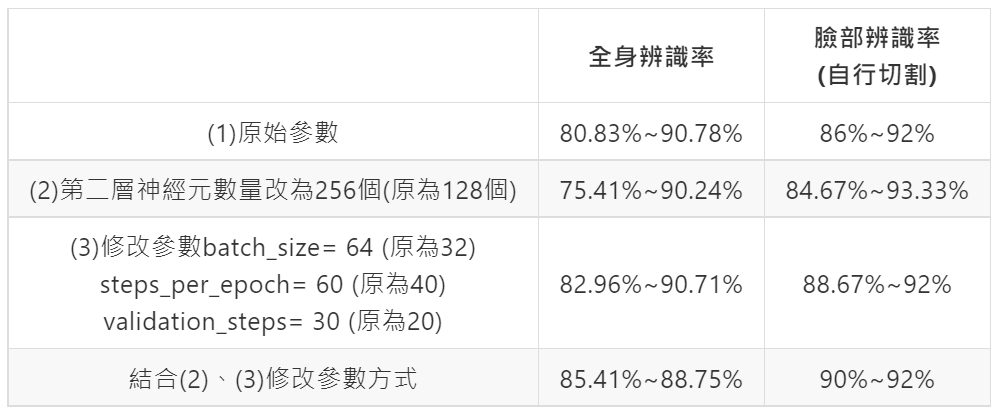 全身辨識率
臉部辨識率
(自行切割)
(1)原始參數
80.83%~90.78%
86%~92%
(2)第二層神經元數量改為256個(原為128個)
75.41%~90.24%
84.67%~93.33%
(3)修改參數batch_size= 64 (原為32)
steps_per_epoch= 60 (原為40)
validation_steps= 30 (原為20)
82.96%~90.71%
88.67%~92%
結合(2)、(3)修改參數方式
85.41%~88.75%
90%~92%